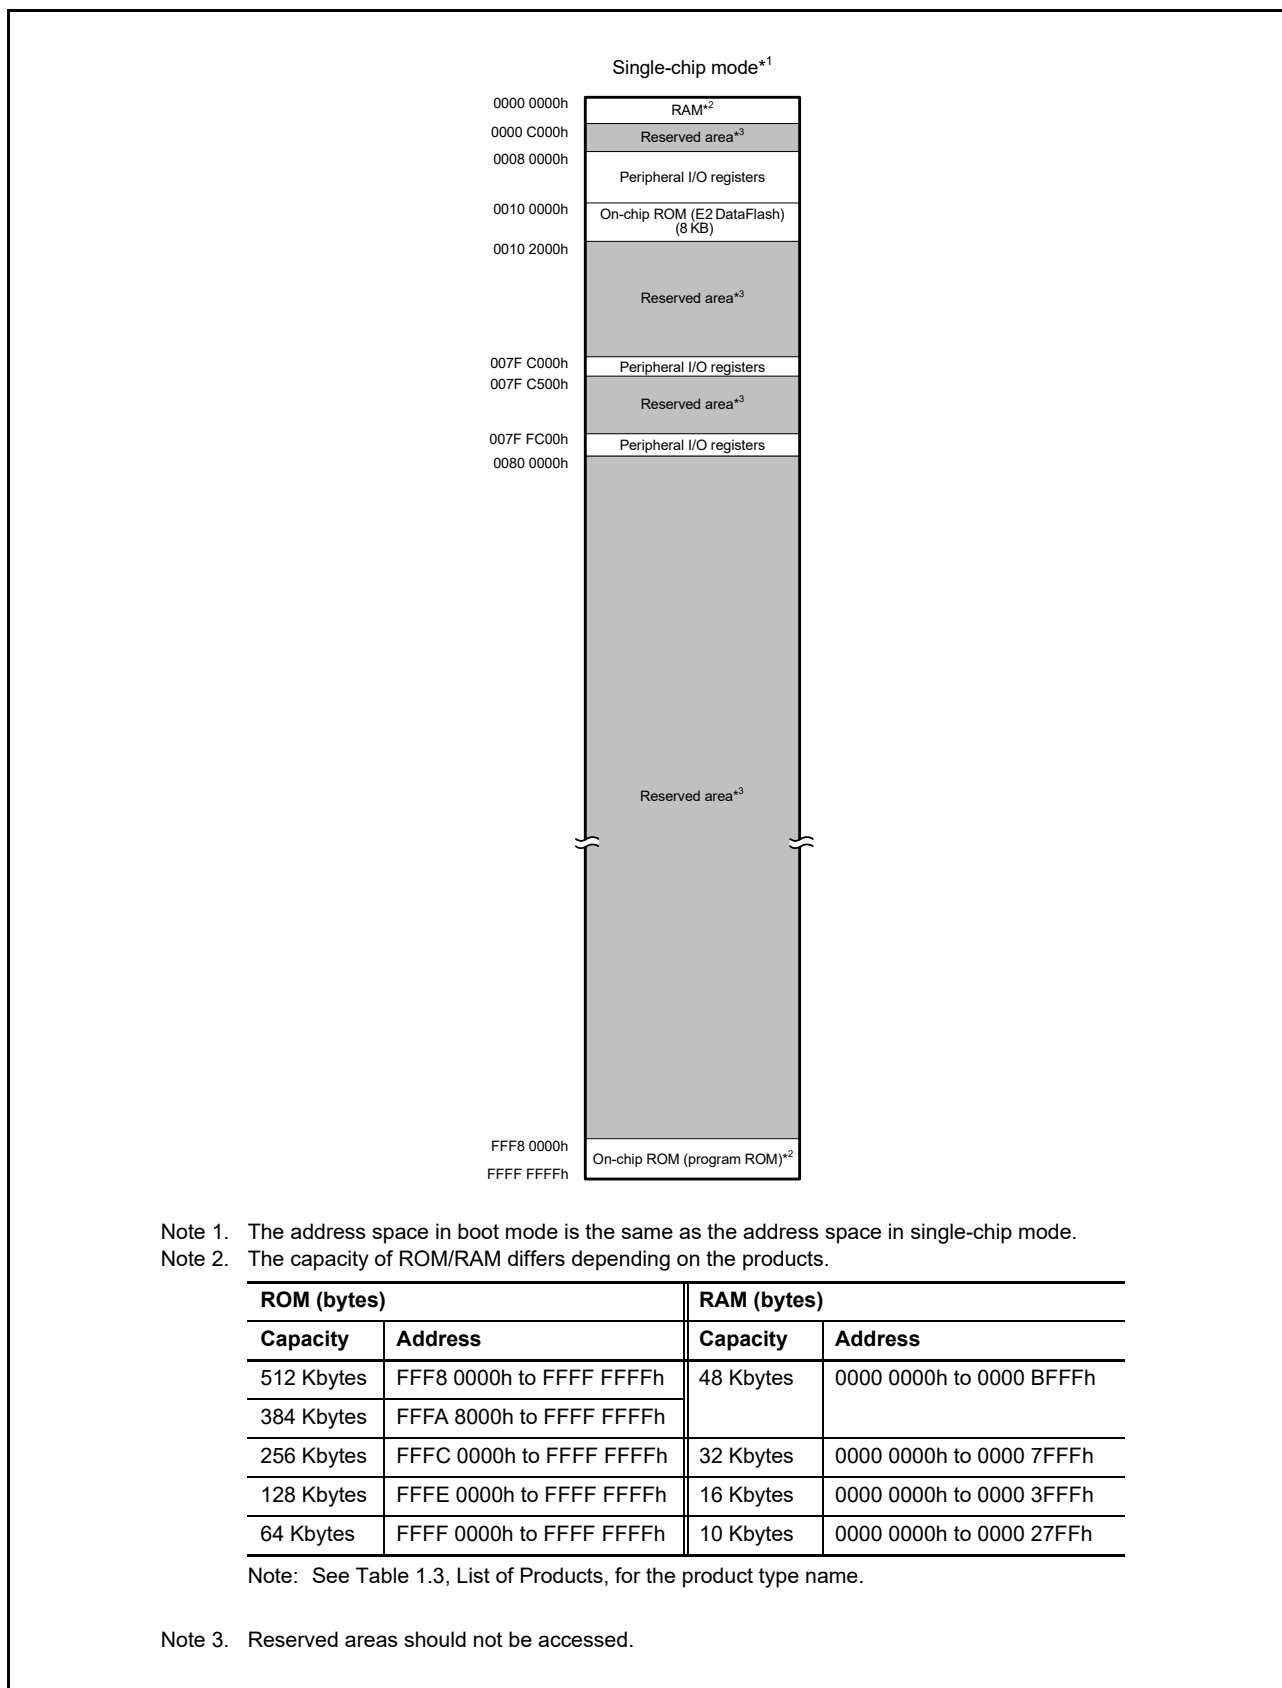 Single-chip mode*1
0000 0000h
RAM*2
0000 C000h
Reserved area*3
0008 0000h
Peripheral I/O registers
0010 0000h
On-chip ROM (E2 DataFlash)
(8 KB)
0010 2000h
Reserved area*3
007F C000h
Peripheral I/O registers
007F C500h
Reserved area*3
007F FC00h
Peripheral I/O registers
0080 0000h
Reserved area*3
FFF8 0000h
On-chip ROM (program ROM)*2
FFFF FFFFh
Note 1. The address space in boot mode is the same as the address space in single-chip mode.
Note 2. The capacity of ROM/RAM differs depending on the products.
ROM (bytes) RAM (bytes)
Capacity Address Capacity Address
512 Kbytes FFF8 0000h to FFFF FFFFh 48 Kbytes 0000 0000h to 0000 BFFFh
384 Kbytes FFFA 8000h to FFFF FFFFh
256 Kbytes FFFC 0000h to FFFF FFFFh 32 Kbytes 0000 0000h to 0000 7FFFh
128 Kbytes FFFE 0000h to FFFF FFFFh 16 Kbytes 0000 0000h to 0000 3FFFh
64 Kbytes FFFF 0000h to FFFF FFFFh 10 Kbytes 0000 0000h to 0000 27FFh
Note: See Table 1.3, List of Products, for the product type name.
Note 3. Reserved areas should not be accessed.